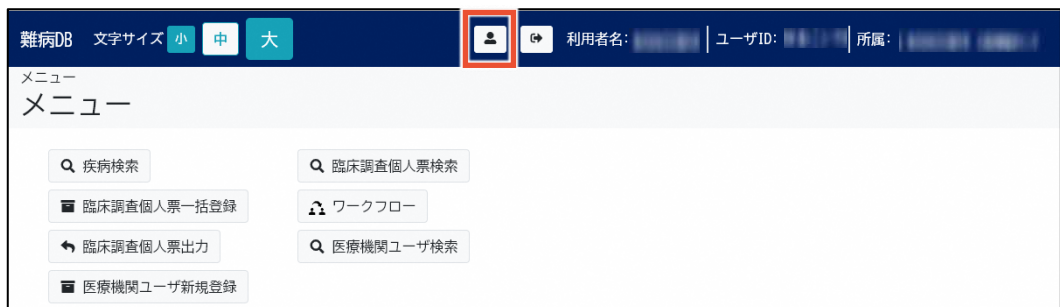 難病DB 文字サイズ 小 中 大 利用者名: ユーザID: 所属:
メニュー
メニュー
疾病検索 臨床調査個人票検索
臨床調査個人票一括登録 ワークフロー
臨床調査個人票出力 医療機関ユーザ検索
医療機関ユーザ新規登録